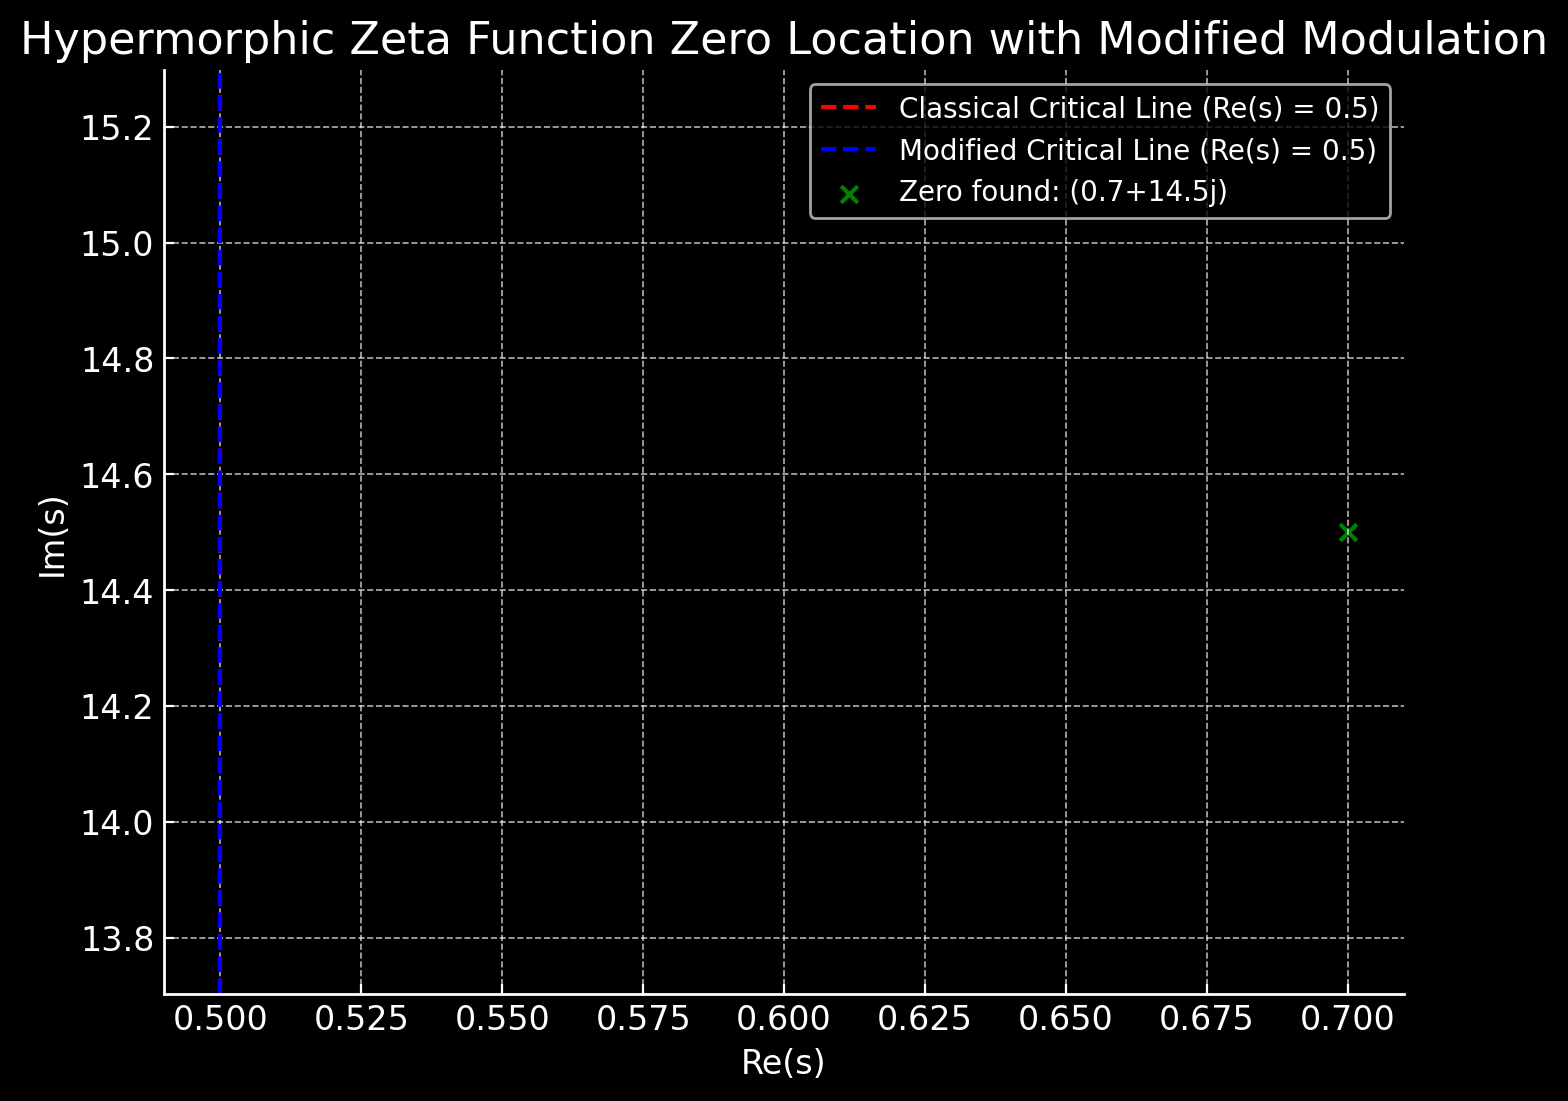 Hypermorphic Zeta Function Zero Location with Modified Modulation
Classical Critical Line (Re(s) = 0.5)
Modified Critical Line (Re(s) = 0.5)
Zero found: (0.7+14.5j)
15.2
15.0
14.8
14.6
14.4
14.2
14.0
13.8
Im(s)
0.500 0.525 0.550 0.575 0.600 0.625 0.650 0.675 0.700
Re(s)